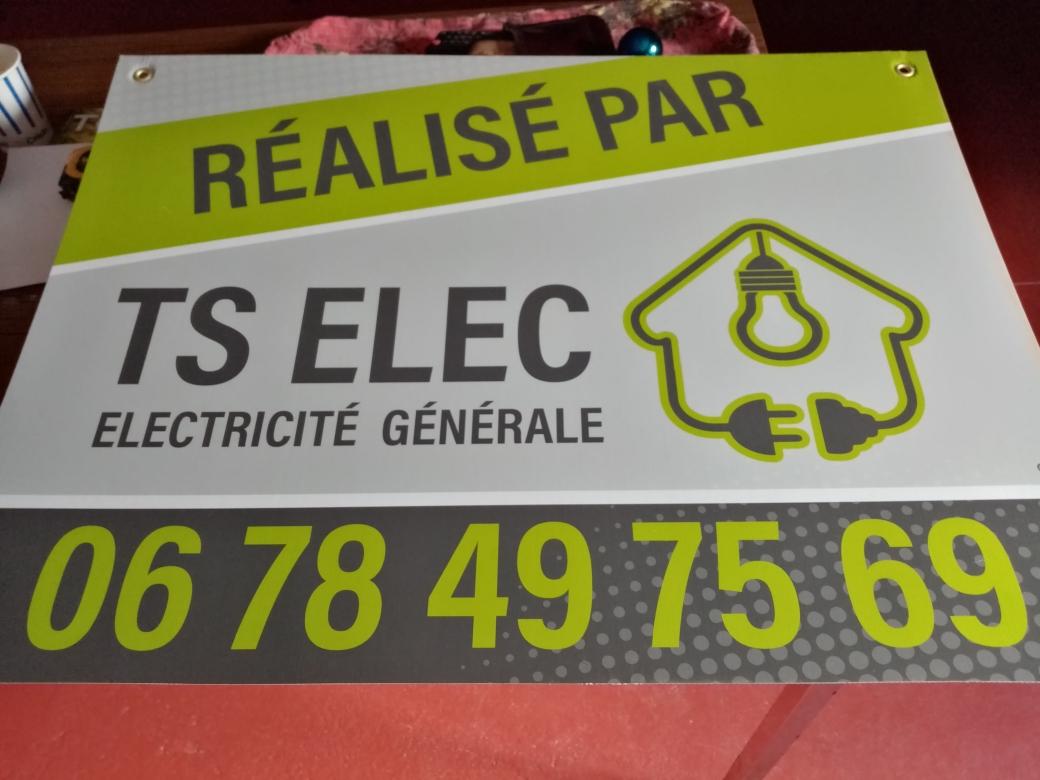 RÉALISÉ PAR
TS ELEC
ELECTRICITÉ GÉNÉRALE
06 78 49 75 69